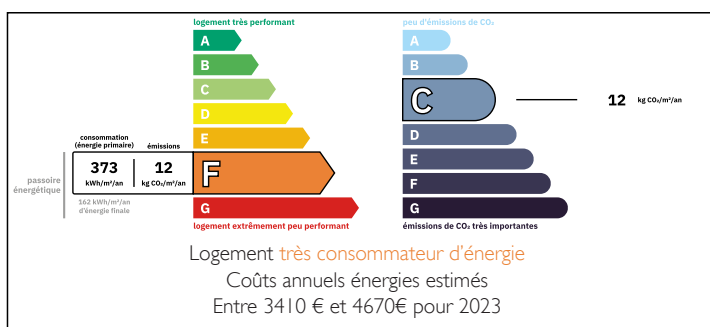 logement très performant
A
B
C
D
E
consommation
(énergie primaire)
émissions
373
kWh/m²/an
12
kg CO₂/m²/an
F
G
passoire
énergétique
162 kWh/m²/an
d'énergie finale
logement extrêmement peu performant
peu d'émissions de CO₂
A
B
C
12 kg CO₂/m²/an
D
E
F
G
émissions de CO₂ très importantes
Logement très consommateur d'énergie
Coûts annuels énergies estimés
Entre 3410 € et 4670€ pour 2023